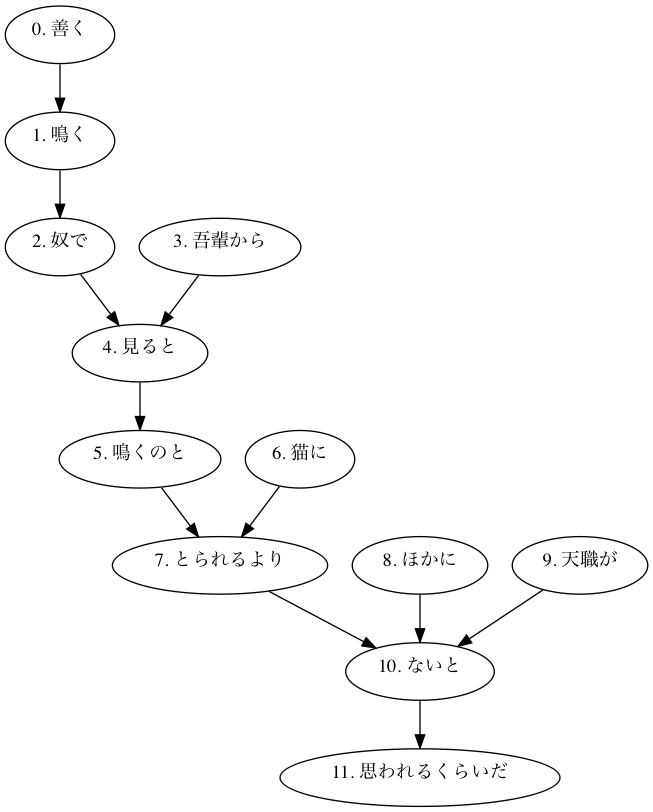 0. 善く
1. 鳴く
2. 奴で
3. 吾輩から
4. 見ると
5. 鳴くのと
6. 猫に
7. とられるより
8. ほかに
9. 天職が
10. ないと
11. 思われるくらいだ